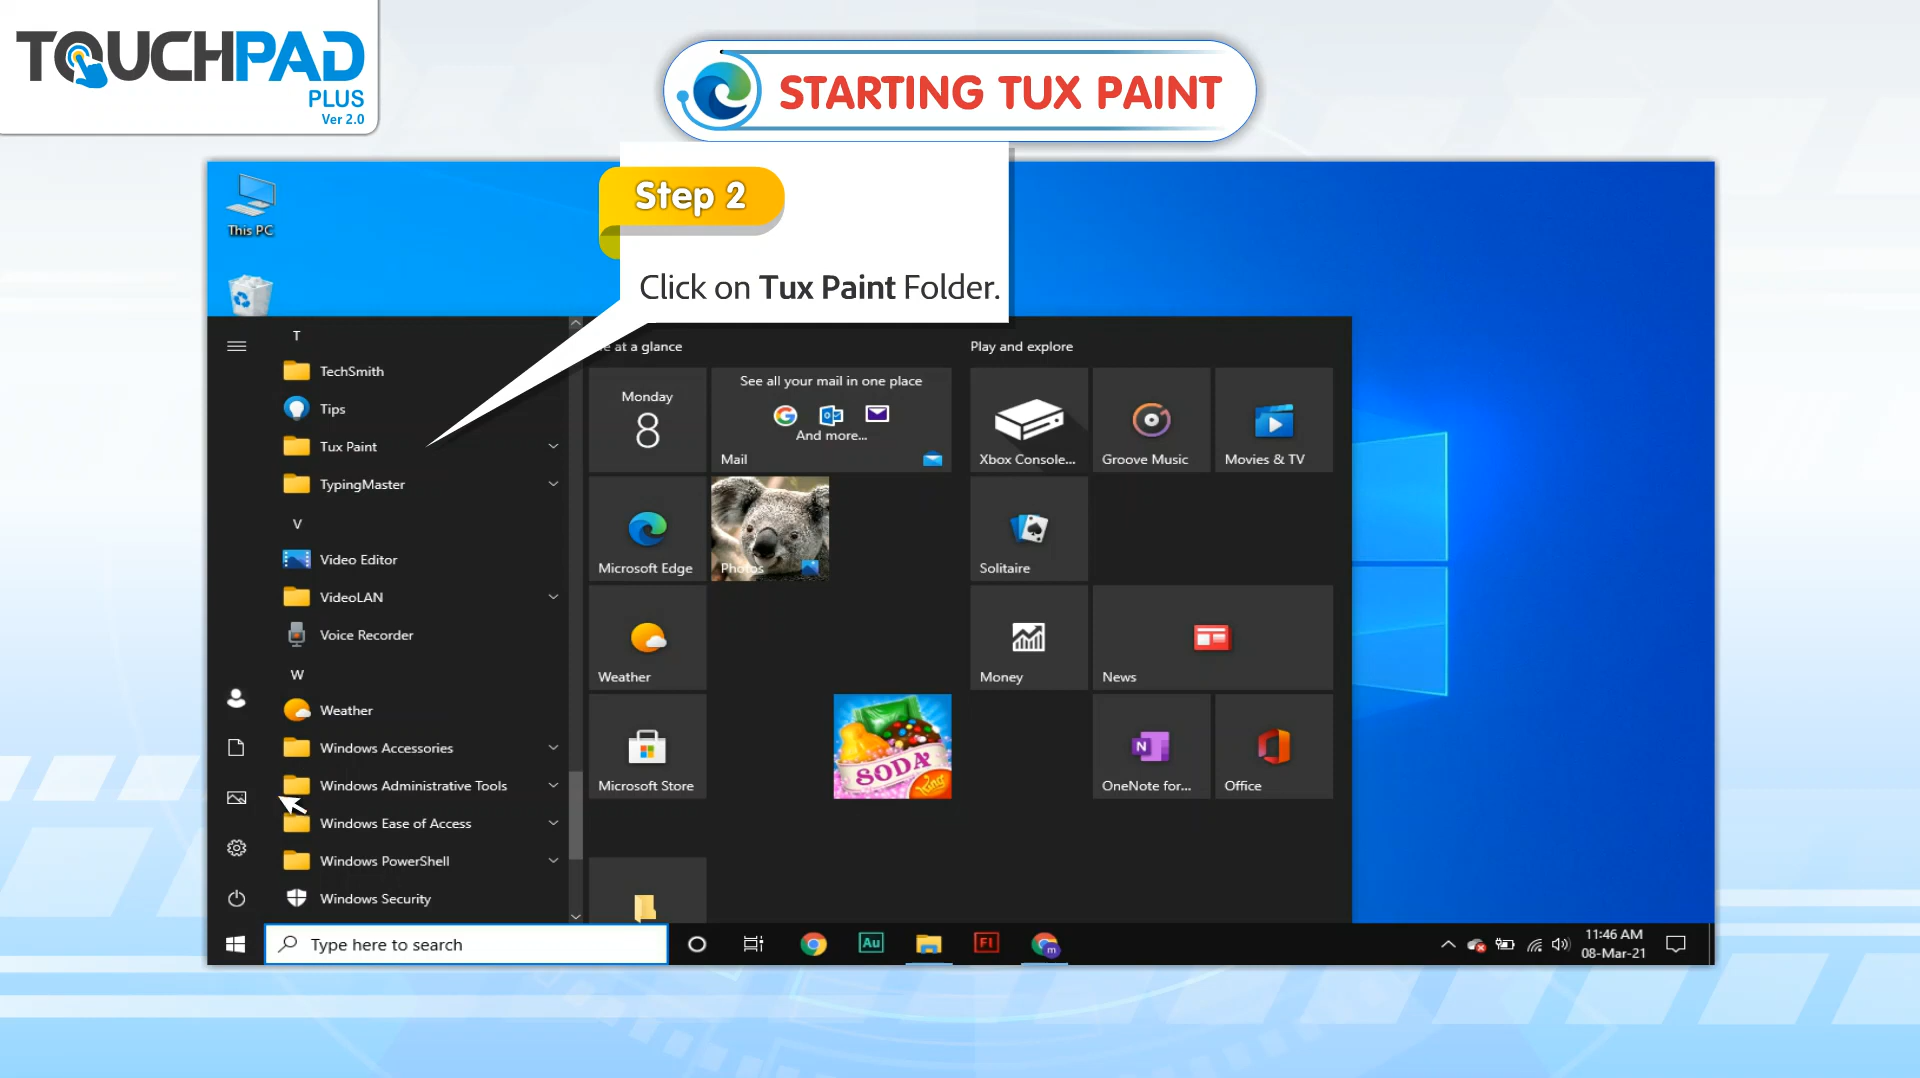 TOUCHPAD
PLUS
Ver 2.0
STARTING TUX PAINT
Step 2
Click on Tux Paint Folder.
This PC
T
TechSmith
Tips
Tux Paint
TypingMaster
V
Video Editor
VideoLAN
Voice Recorder
W
Weather
Windows Accessories
Windows Administrative Tools
Windows Ease of Access
Windows PowerShell
Windows Security
at a glance
Monday
8
See all your mail in one place
And more...
Mail
Microsoft Edge
Photos
Weather
Microsoft Store
SODA
King
Play and explore
Xbox Console...
Groove Music
Movies & TV
Solitaire
Money
News
OneNote for...
Office
Type here to search
Au
Fl
m
11:46 AM
08-Mar-21